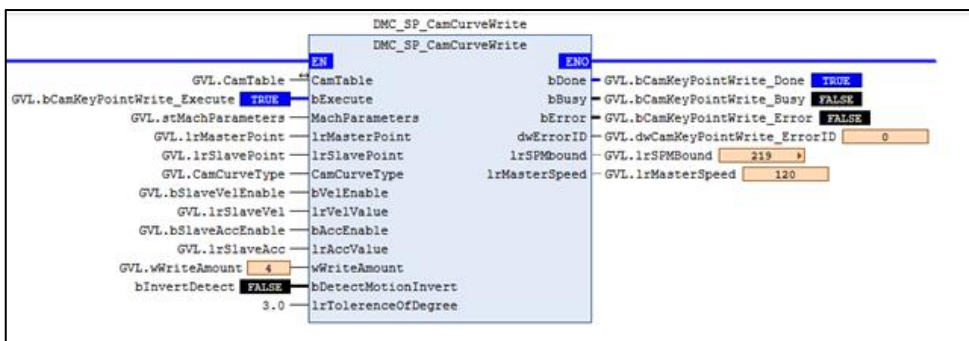 DMC_SP_CamCurveWrite
DMC_SP_CamCurveWrite
EN ENO
GVL.CamTable CamTable bDone GVL.bCamKeyPointWrite_Done TRUE
GVL.bCamKeyPointWrite_Execute TRUE bExecute bBusy GVL.bCamKeyPointWrite_Busy FALSE
GVL.stMachParameters MachParameters bError GVL.bCamKeyPointWrite_Error FALSE
GVL.lrMasterPoint lrMasterPoint dwErrorID GVL.dwCamKeyPointWrite_ErrorID 0
GVL.lrSlavePoint lrSlavePoint lrSPMbound GVL.lrSPMBound 219
GVL.CamCurveType CamCurveType lrMasterSpeed GVL.lrMasterSpeed 120
GVL.bSlaveVelEnable bVelEnable
GVL.lrSlaveVel lrVelValue
GVL.bSlaveAccEnable bAccEnable
GVL.lrSlaveAcc lrAccValue
GVL.wWriteAmount 4 wWriteAmount
bInvertDetect FALSE bDetectMotionInvert
3.0 lrTolerenceOfDegree